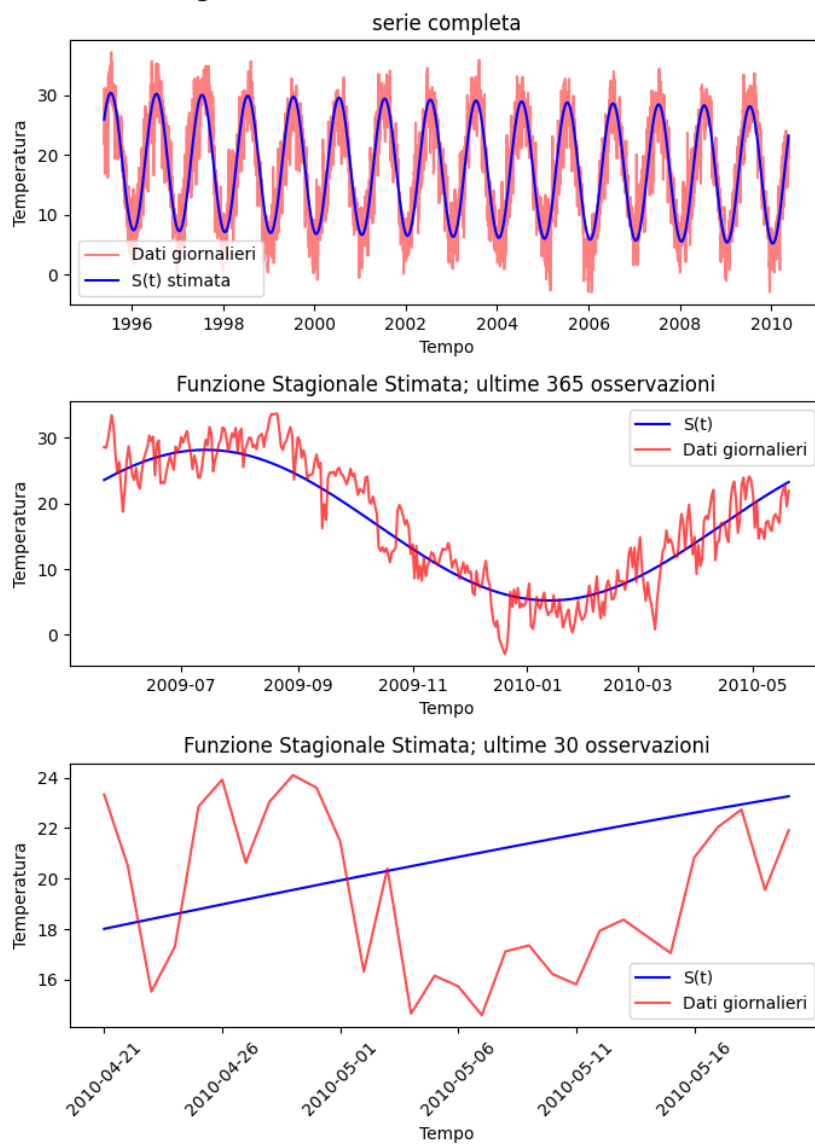 serie completa
Temperatura
30
20
10
0
Dati giornalieri
S(t) stimata
1996
1998
2000
2002
2004
2006
2008
2010
Tempo
Funzione Stagionale Stimata; ultime 365 osservazioni
Temperatura
30
20
10
0
S(t)
Dati giornalieri
2009-07
2009-09
2009-11
2010-01
2010-03
2010-05
Tempo
Funzione Stagionale Stimata; ultime 30 osservazioni
Temperatura
24
22
20
18
16
S(t)
Dati giornalieri
2010-04-21
2010-04-26
2010-05-01
2010-05-06
2010-05-11
2010-05-16
Tempo